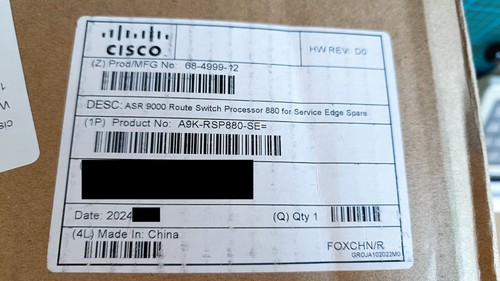 CISCO
HW REV: D0
(Z) Prod/MFG No: 68-4999-12
DESC: ASR 9000 Route Switch Processor 880 for Service Edge Spare
(1P) Product No: A9K-RSP880-SE=
Date: 2024
(Q) Qty 1
(4L) Made In: China
FOXCHN/R
GROJA102022M0